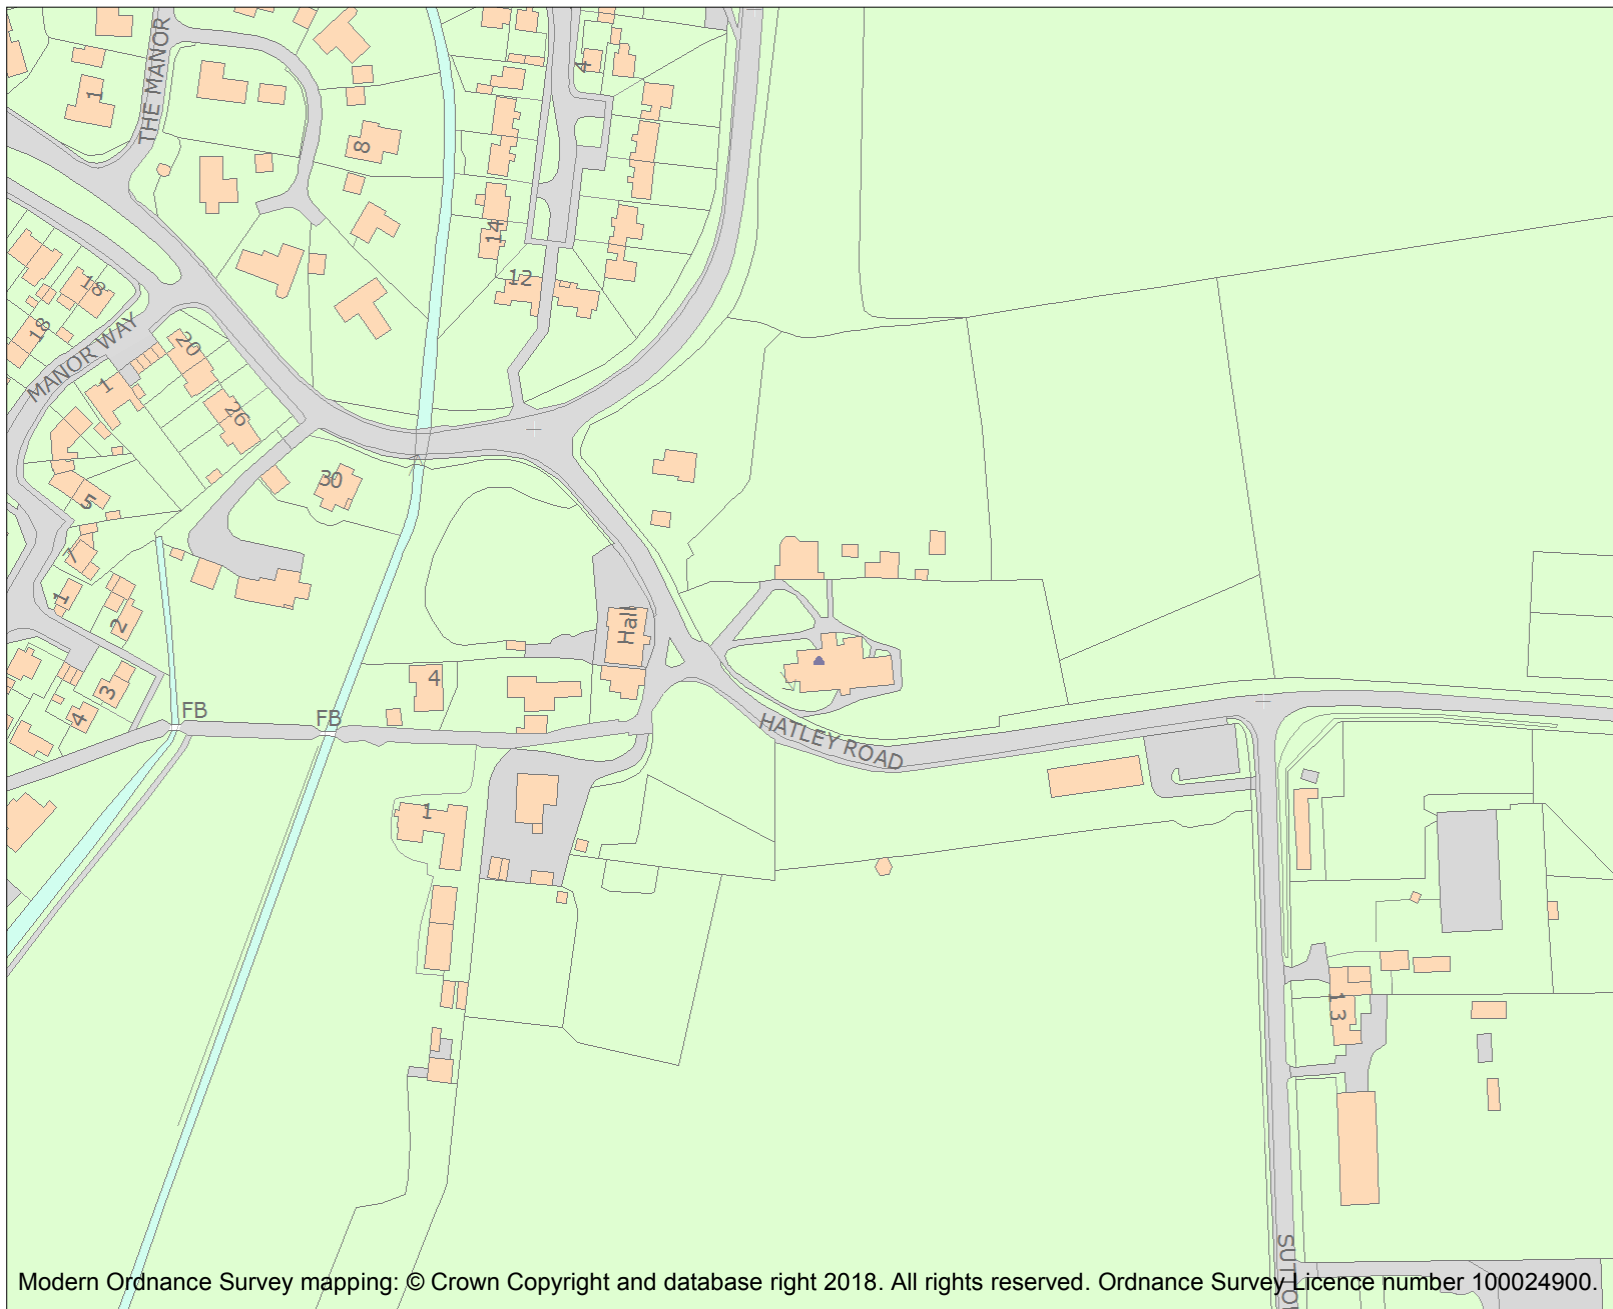 THE MANOR
1
4
8
14
12
18
18
MANOR WAY
20
1
26
30
5
7
1
2
Hall
4
3
4
FB
FB
HATLEY ROAD
1
1 3
Modern Ordnance Survey mapping: © Crown Copyright and database right 2018. All rights reserved. Ordnance Survey Licence number 100024900.